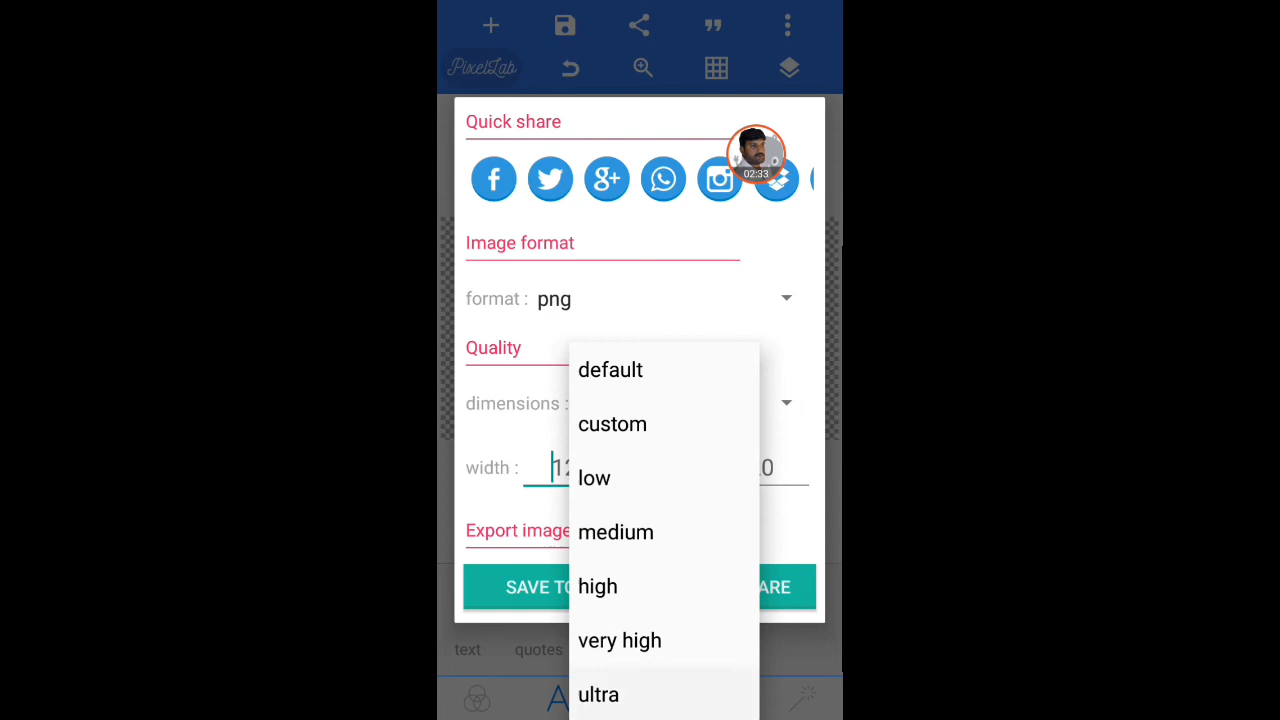 PixelLab
Quick share
02:33
Image format
format : png
Quality
default
dimensions :
custom
width :
low
medium
Export image
high
SAVE TO
very high
text quotes
ultra